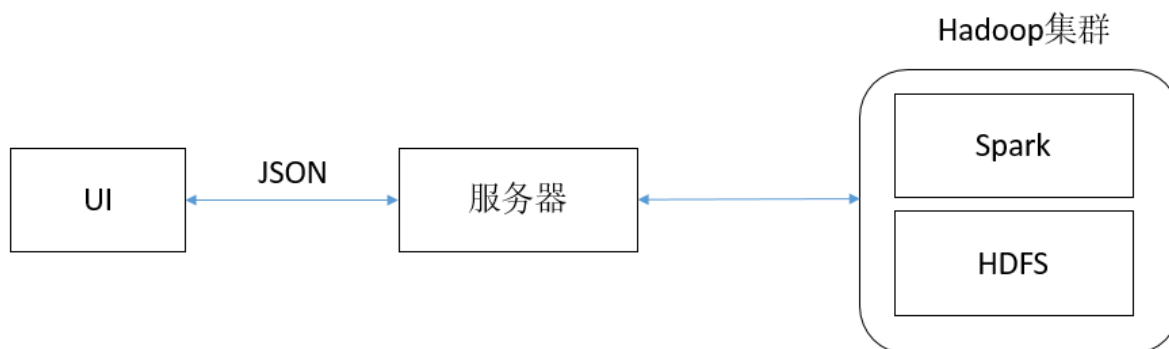 Hadoop集群
UI
JSON
服务器
Spark
HDFS